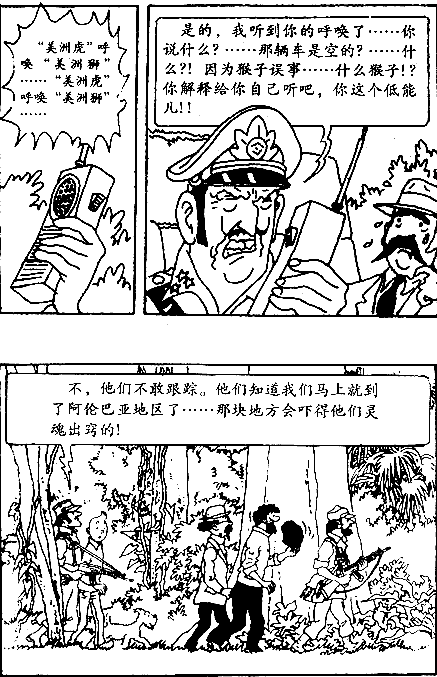 “美洲虎”呼
唤“美洲狮”
……“美洲虎”
呼唤“美洲狮”
……
是的，我听到你的呼唤了……你
说什么？……那辆车是空的？……什
么？！因为猴子误事……什么猴子！？
你解释给你自己听吧，你这个低能
儿！！
不，他们不敢跟踪。他们知道我们马上就到
了阿伦巴亚地区了……那块地方会吓得他们灵
魂出窍的！